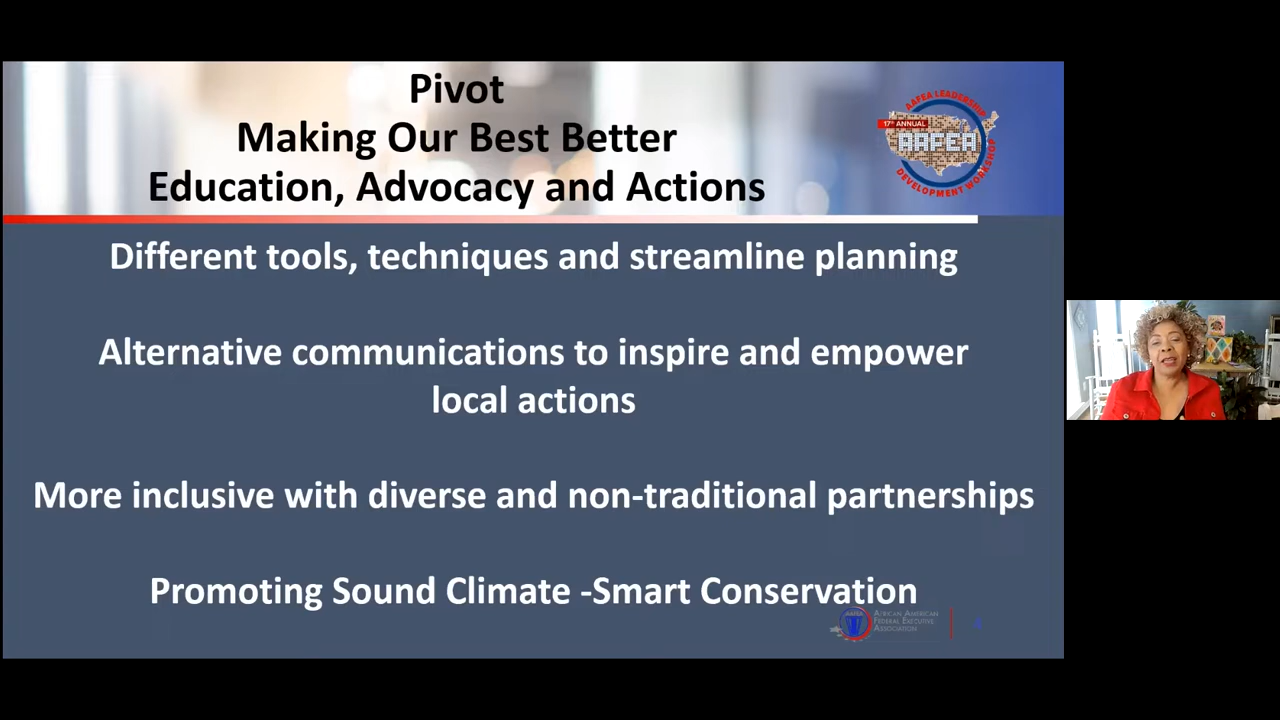 Pivot
Making Our Best Better
Education, Advocacy and Actions
AAFEA LEADERSHIP
17th ANNUAL
AAFEA
DEVELOPMENT WORKSHOP
Different tools, techniques and streamline planning
Alternative communications to inspire and empower
local actions
More inclusive with diverse and non-traditional partnerships
Promoting Sound Climate -Smart Conservation
AFRICAN AMERICAN
FEDERAL EXECUTIVE
ASSOCIATION